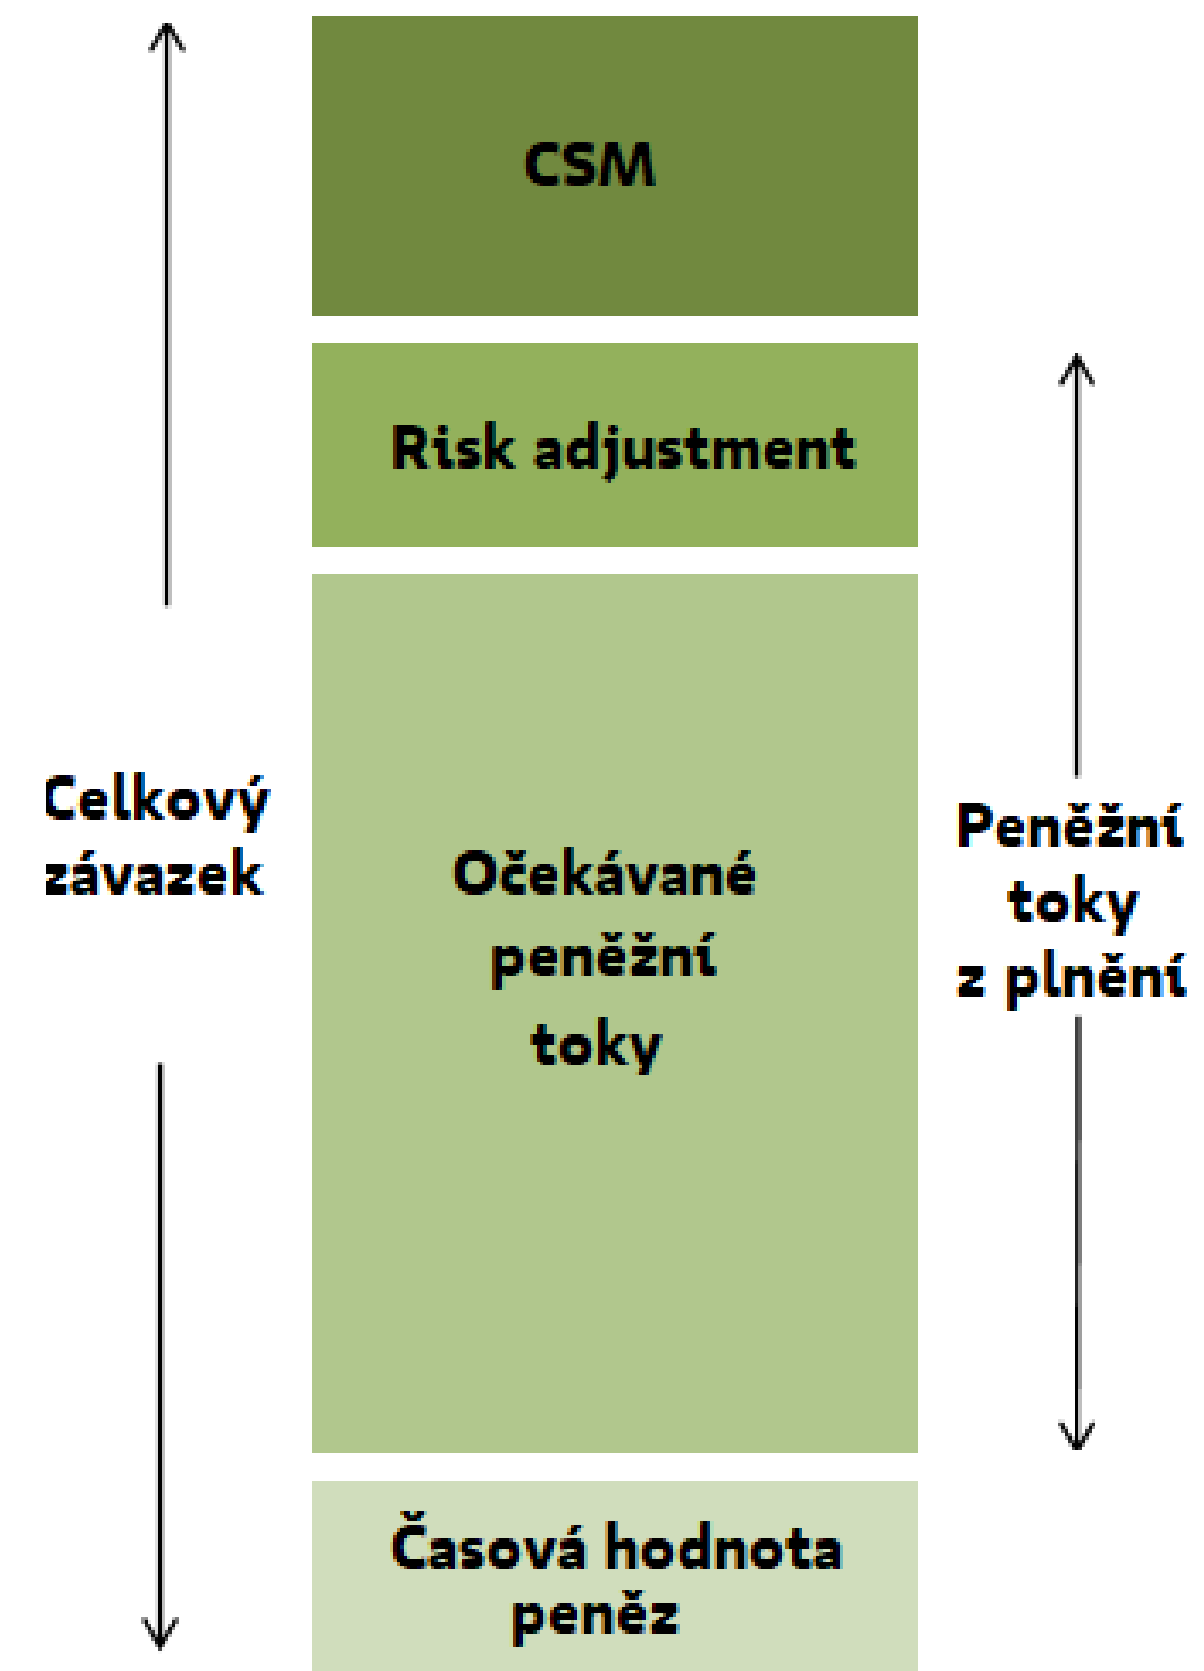 CSM
Risk adjustment
Celkový
závazek
Očekávané
peněžní
toky
Peněžní
toky
z plnění
Časová hodnota
peněz